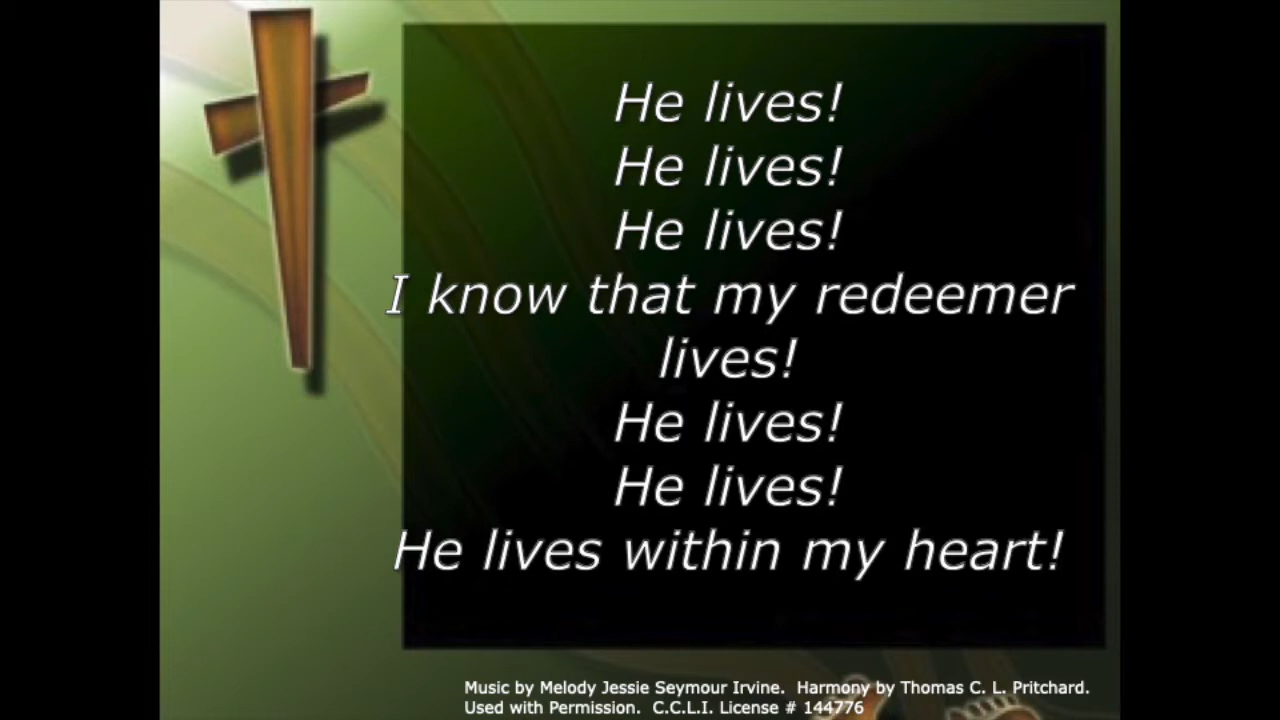 He lives!
He lives!
He lives!
I know that my redeemer
lives!
He lives!
He lives!
He lives within my heart!
Music by Melody Jessie Seymour Irvine.  Harmony by Thomas C. L. Pritchard.
Used with Permission.  C.C.L.I. License # 144776